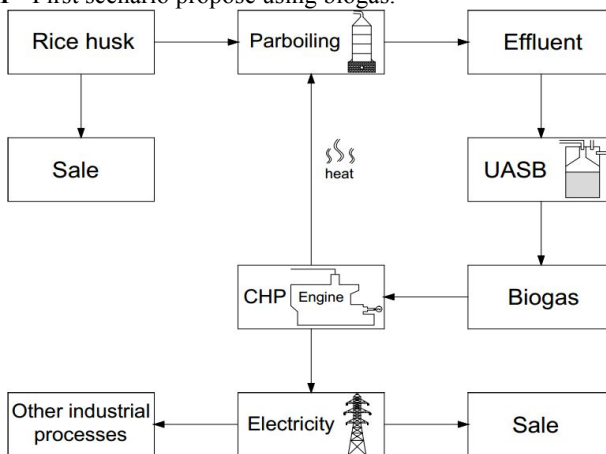 First scenario propose using biogas.
Rice husk
Parboiling
Effluent
Sale
heat
UASB
CHP
Engine
Biogas
Other industrial
processes
Electricity
Sale